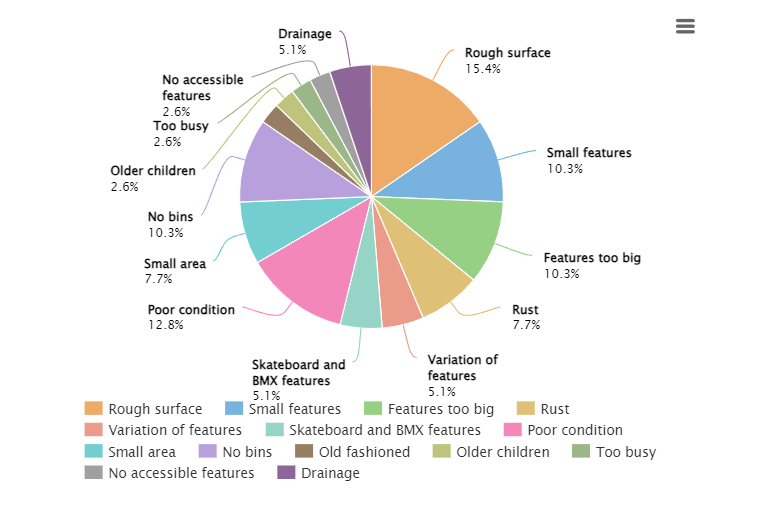 Drainage
5.1%
Rough surface
15.4%
No accessible
features
2.6%
Too busy
2.6%
Small features
10.3%
Older children
2.6%
No bins
10.3%
Features too big
10.3%
Small area
7.7%
Poor condition
12.8%
Rust
7.7%
Skateboard and
BMX features
5.1%
Variation of
features
5.1%
Rough surface Small features Features too big Rust
Variation of features Skateboard and BMX features Poor condition
Small area No bins Old fashioned Older children Too busy
No accessible features Drainage